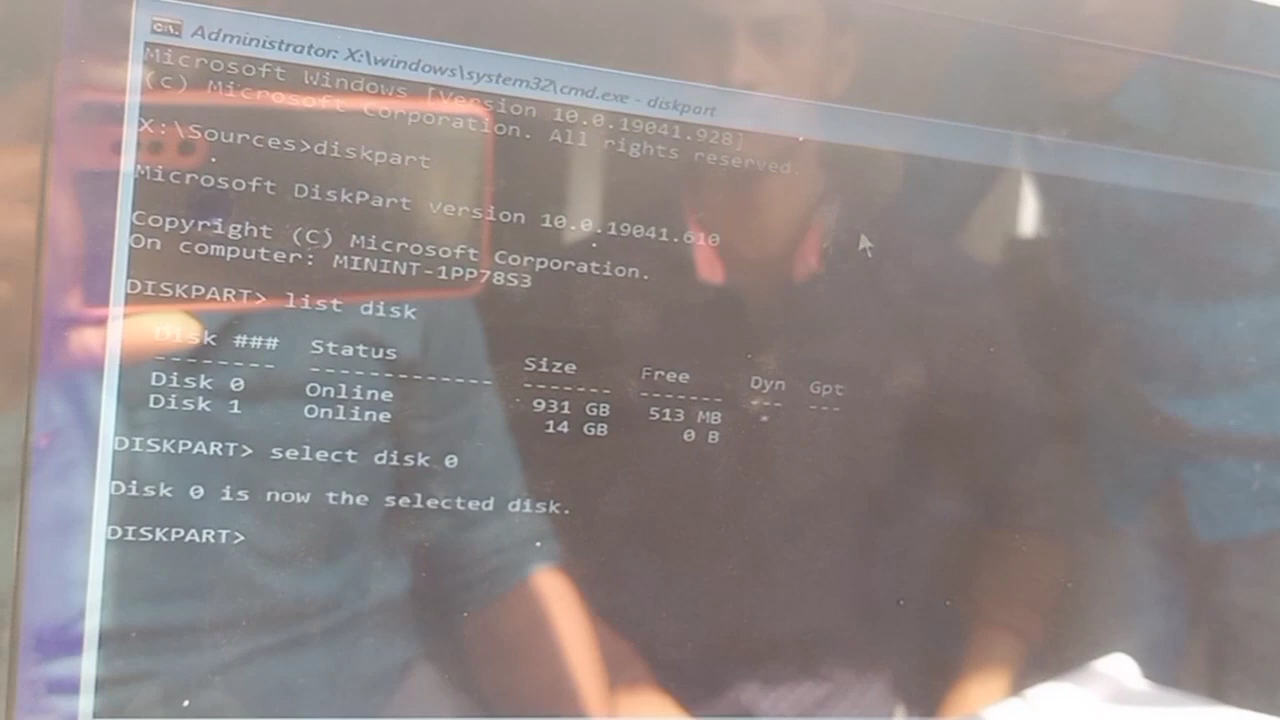 Administrator: X:\windows\system32\cmd.exe - diskpart
Microsoft Windows [Version 10.0.19041.928]
(c) Microsoft Corporation. All rights reserved.
X:\Sources>diskpart
Microsoft DiskPart version 10.0.19041.610
Copyright (C) Microsoft Corporation.
On computer: MININT-1PP78S3
DISKPART> list disk
Disk ### Status Size Free Dyn Gpt
-------- ------------- ------- ------- --- ---
Disk 0 Online 931 GB 513 MB *
Disk 1 Online 14 GB 0 B
DISKPART> select disk 0
Disk 0 is now the selected disk.
DISKPART>